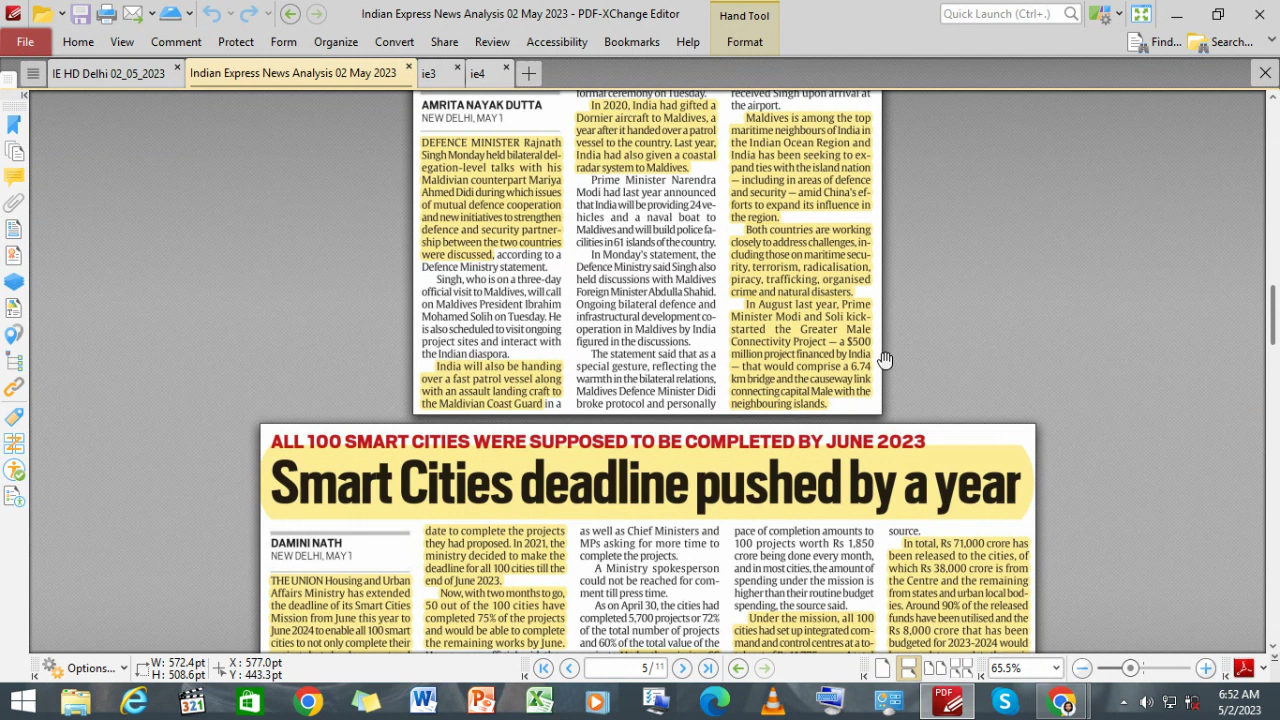 Indian Express News Analysis 02 May 2023 - PDF-XChange Editor
Hand Tool
Quick Launch (Ctrl+.)
File
Home
View
Comment
Protect
Form
Organize
Convert
Share
Review
Accessibility
Bookmarks
Help
Format
Find...
Search...
IE HD Delhi 02_05_2023
Indian Express News Analysis 02 May 2023
ie3
ie4
AMRITA NAYAK DUTTA
NEW DELHI, MAY 1
DEFENCE MINISTER Rajnath
Singh Monday held bilateral del-
egation-level talks with his
Maldivian counterpart Mariya
Ahmed Didi during which issues
of mutual defence cooperation
and new initiatives to strengthen
defence and security partner-
ship between the two countries
were discussed, according to a
Defence Ministry statement.
Singh, who is on a three-day
official visit to Maldives, will call
on Maldives President Ibrahim
Mohamed Solih on Tuesday. He
is also scheduled to visit ongoing
project sites and interact with
the Indian diaspora.
India will also be handing
over a fast patrol vessel along
with an assault landing craft to
the Maldivian Coast Guard in a
formal ceremony on Tuesday.
In 2020, India had gifted a
Dornier aircraft to Maldives, a
year after it handed over a patrol
vessel to the country. Last year,
India had also given a coastal
radar system to Maldives.
Prime Minister Narendra
Modi had last year announced
that India will be providing 24 ve-
hicles and a naval boat to
Maldives and will build police fa-
cilities in 61 islands of the country.
In Monday's statement, the
Defence Ministry said Singh also
held discussions with Maldives
Foreign Minister Abdulla Shahid.
Ongoing bilateral defence and
infrastructural development co-
operation in Maldives by India
figured in the discussions.
The statement said that as a
special gesture, reflecting the
warmth in the bilateral relations,
Maldives Defence Minister Didi
broke protocol and personally
received Singh upon arrival at
the airport.
Maldives is among the top
maritime neighbours of India in
the Indian Ocean Region and
India has been seeking to ex-
pand ties with the island nation
— including in areas of defence
and security — amid China's ef-
forts to expand its influence in
the region.
Both countries are working
closely to address challenges, in-
cluding those on maritime secu-
rity, terrorism, radicalisation,
piracy, trafficking, organised
crime and natural disasters.
In August last year, Prime
Minister Modi and Soli kick-
started the Greater Male
Connectivity Project — a $500
million project financed by India
— that would comprise a 6.74
km bridge and the causeway link
connecting capital Male with the
neighbouring islands.
ALL 100 SMART CITIES WERE SUPPOSED TO BE COMPLETED BY JUNE 2023
Smart Cities deadline pushed by a year
DAMINI NATH
NEW DELHI, MAY 1
THE UNION Housing and Urban
Affairs Ministry has extended
the deadline of its Smart Cities
Mission from June this year to
June 2024 to enable all 100 smart
cities to not only complete their
date to complete the projects
they had proposed. In 2021, the
ministry decided to make the
deadline for all 100 cities till the
end of June 2023.
Now, with two months to go,
50 out of the 100 cities have
completed 75% of the projects
and would be able to complete
the remaining works by June.
as well as Chief Ministers and
MPs asking for more time to
complete the projects.
A Ministry spokesperson
could not be reached for com-
ment till press time.
As on April 30, the cities had
completed 5,700 projects or 72%
of the total number of projects
and 60% of the total value of the
pace of completion amounts to
100 projects worth Rs 1,850
crore being done every month,
and in most cities, the amount of
spending under the mission is
higher than their routine budget
spending, the source said.
Under the mission, all 100
cities had set up integrated com-
mand and control centres at a to-
source.
In total, Rs 71,000 crore has
been released to the cities, of
which Rs 38,000 crore is from
the Centre and the remaining
from states and urban local bod-
ies. Around 90% of the released
funds have been utilised and the
Rs 8,000 crore that has been
budgeted for 2023-2024 would
Options...
W: 572.4pt
H: 508.6pt
X: 577.0pt
Y: 443.3pt
5 / 11
65.5%
321
PDF
6:52 AM
5/2/2023